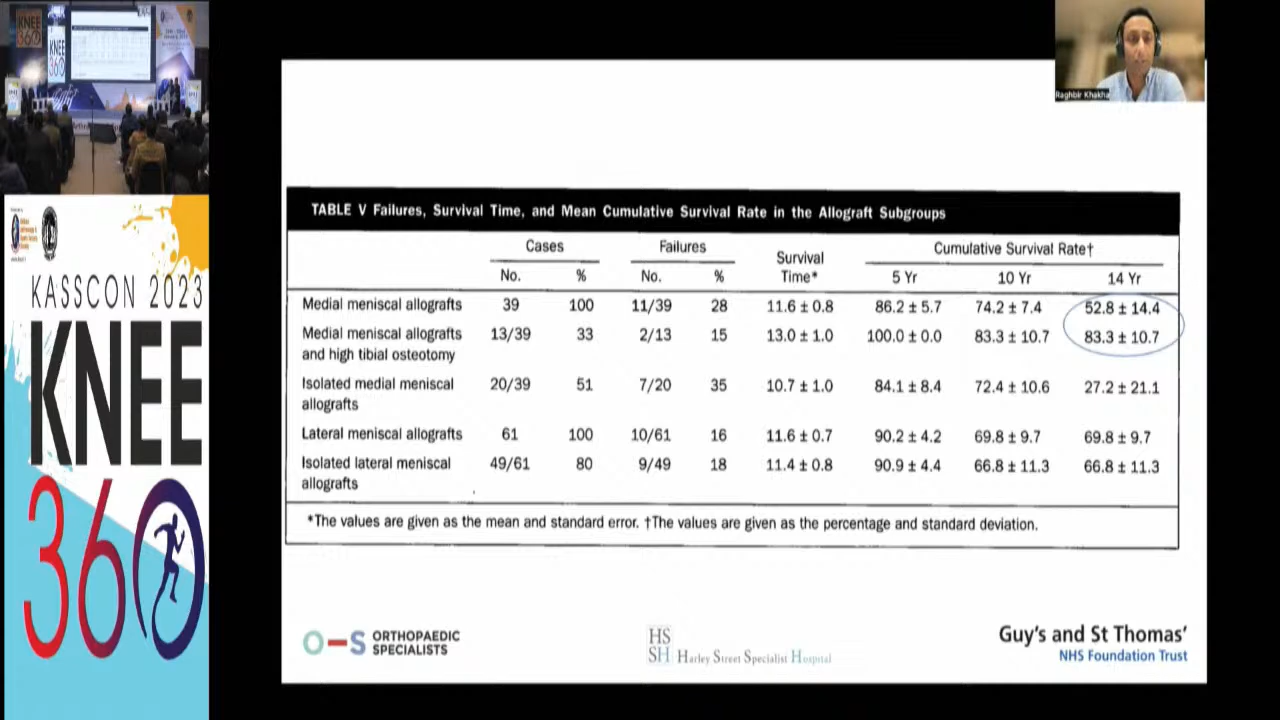 KNEE
360
KNEE
360
Raghbir Khakha
KASSCON 2023
KNEE
360
TABLE V Failures, Survival Time, and Mean Cumulative Survival Rate in the Allograft Subgroups
Cases Failures Survival Time* Cumulative Survival Rate†
No. % No. % 5 Yr 10 Yr 14 Yr
Medial meniscal allografts 39 100 11/39 28 11.6 ± 0.8 86.2 ± 5.7 74.2 ± 7.4 52.8 ± 14.4
Medial meniscal allografts 13/39 33 2/13 15 13.0 ± 1.0 100.0 ± 0.0 83.3 ± 10.7 83.3 ± 10.7
and high tibial osteotomy
Isolated medial meniscal 20/39 51 7/20 35 10.7 ± 1.0 84.1 ± 8.4 72.4 ± 10.6 27.2 ± 21.1
allografts
Lateral meniscal allografts 61 100 10/61 16 11.6 ± 0.7 90.2 ± 4.2 69.8 ± 9.7 69.8 ± 9.7
Isolated lateral meniscal 49/61 80 9/49 18 11.4 ± 0.8 90.9 ± 4.4 66.8 ± 11.3 66.8 ± 11.3
allografts
*The values are given as the mean and standard error. †The values are given as the percentage and standard deviation.
O–S ORTHOPAEDIC
SPECIALISTS
HS
SH Harley Street Specialist Hospital
Guy's and St Thomas'
NHS Foundation Trust